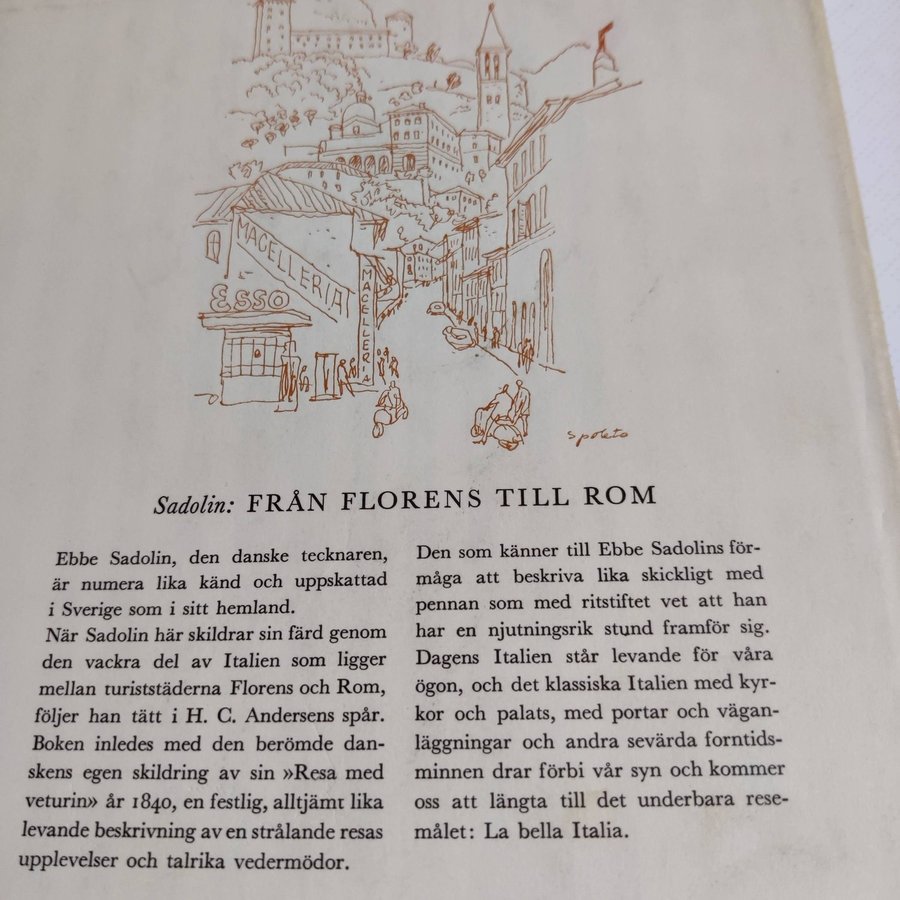 MACELLERIA
ESSO
MACELLERIA
Spoleto
Sadolin: FRÅN FLORENS TILL ROM
Ebbe Sadolin, den danske tecknaren,
är numera lika känd och uppskattad
i Sverige som i sitt hemland.
När Sadolin här skildrar sin färd genom
den vackra del av Italien som ligger
mellan turiststäderna Florens och Rom,
följer han tätt i H. C. Andersens spår.
Boken inledes med den berömde dan-
skens egen skildring av sin »Resa med
veturin» år 1840, en festlig, alltjämt lika
levande beskrivning av en strålande resas
upplevelser och talrika vedermödor.
Den som känner till Ebbe Sadolins för-
måga att beskriva lika skickligt med
pennan som med ritstiftet vet att han
har en njutningsrik stund framför sig.
Dagens Italien står levande för våra
ögon, och det klassiska Italien med kyr-
kor och palats, med portar och vägan-
läggningar och andra sevärda forntids-
minnen drar förbi vår syn och kommer
oss att längta till det underbara rese-
målet: La bella Italia.